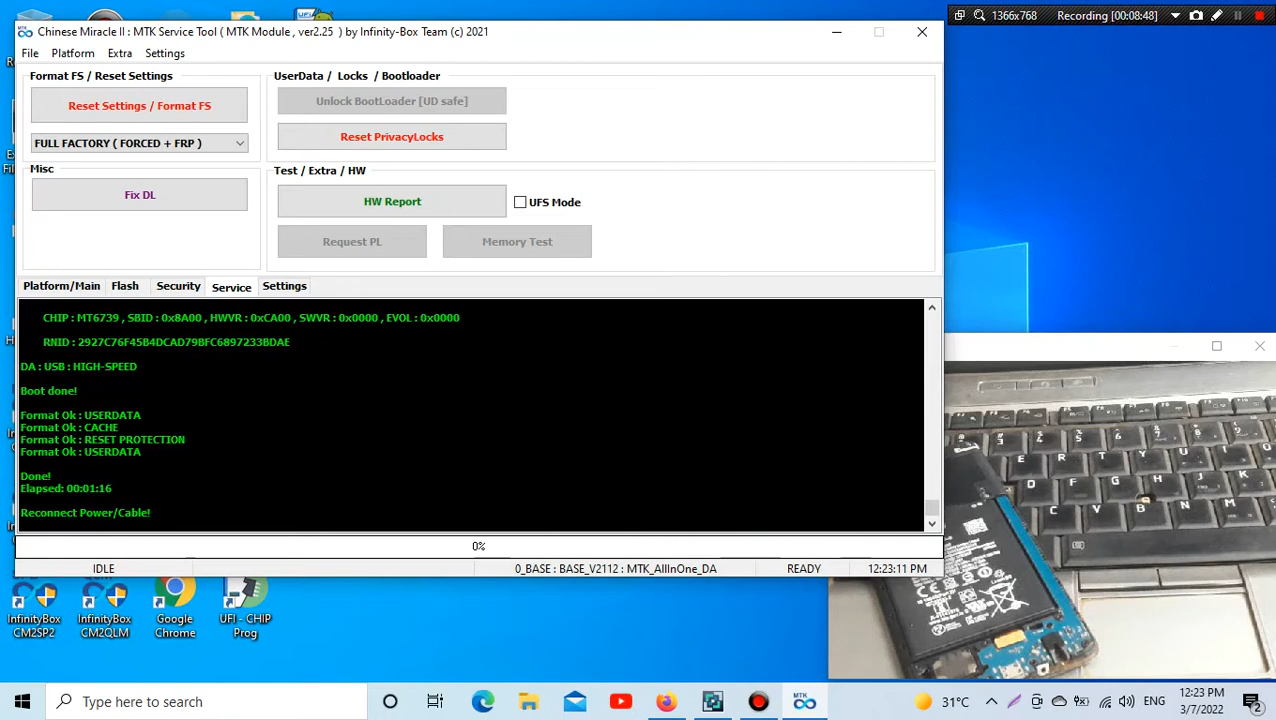 1366x768
Recording [00:08:48]
Chinese Miracle II : MTK Service Tool ( MTK Module , ver2.25 ) by Infinity-Box Team (c) 2021
File Platform Extra Settings
Format FS / Reset Settings
Reset Settings / Format FS
FULL FACTORY ( FORCED + FRP )
Misc
Fix DL
UserData / Locks / Bootloader
Unlock BootLoader [UD safe]
Reset PrivacyLocks
Test / Extra / HW
HW Report
UFS Mode
Request PL
Memory Test
Platform/Main Flash Security Service Settings
CHIP : MT6739 , SBID : 0x8A00 , HWVR : 0xCA00 , SWVR : 0x0000 , EVOL : 0x0000
RNID : 2927C76F45B4DCAD79BFC6897233BDAE
DA : USB : HIGH-SPEED
Boot done!
Format Ok : USERDATA
Format Ok : CACHE
Format Ok : RESET PROTECTION
Format Ok : USERDATA
Done!
Elapsed: 00:01:16
Reconnect Power/Cable!
0%
IDLE
0_BASE : BASE_V2112 : MTK_AllInOne_DA
READY
12:23:11 PM
InfinityBox
CM2SP2
InfinityBox
CM2QLM
Google
Chrome
UFI - CHIP
Prog
Type here to search
31°C
ENG
12:23 PM
3/7/2022
2